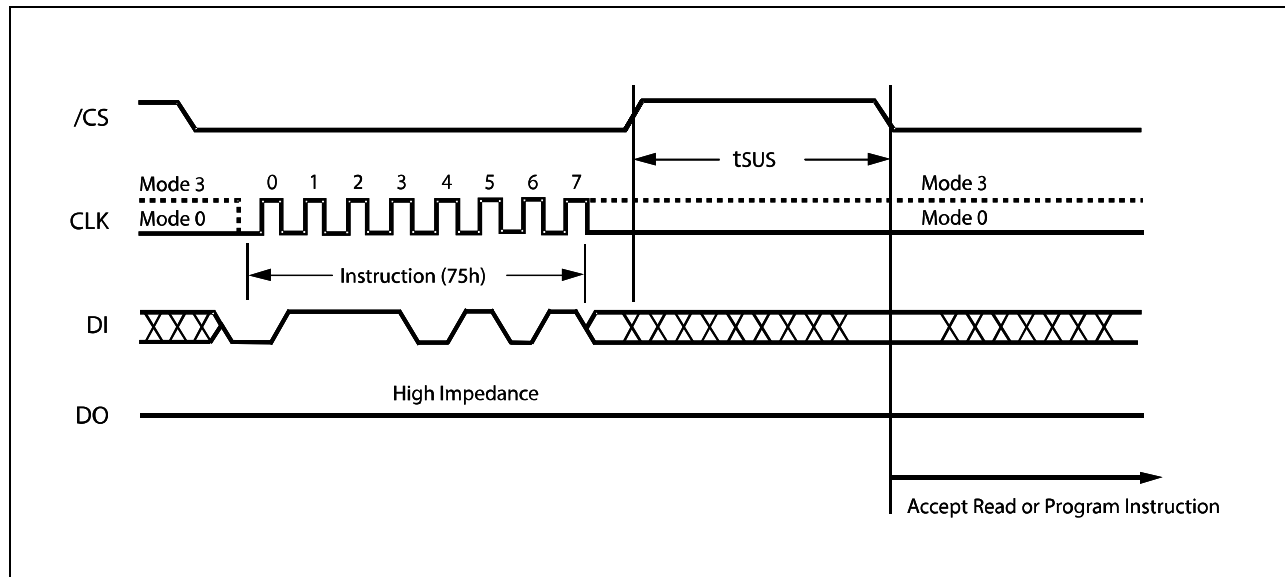 /CS
tSUS
Mode 3
0 1 2 3 4 5 6 7
Mode 3
CLK
Mode 0
Mode 0
Instruction (75h)
DI
High Impedance
DO
Accept Read or Program Instruction